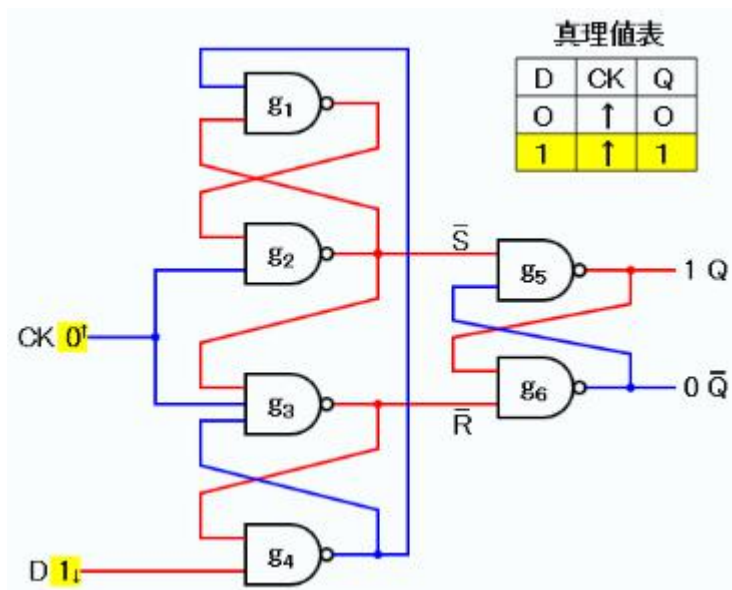 真理値表
D CK Q
0 ↑ 0
1 ↑ 1
g₁
g₂
S̅
g₅
1 Q
CK 0↑
g₃
g₆
0 Q̅
R̅
g₄
D 1↓